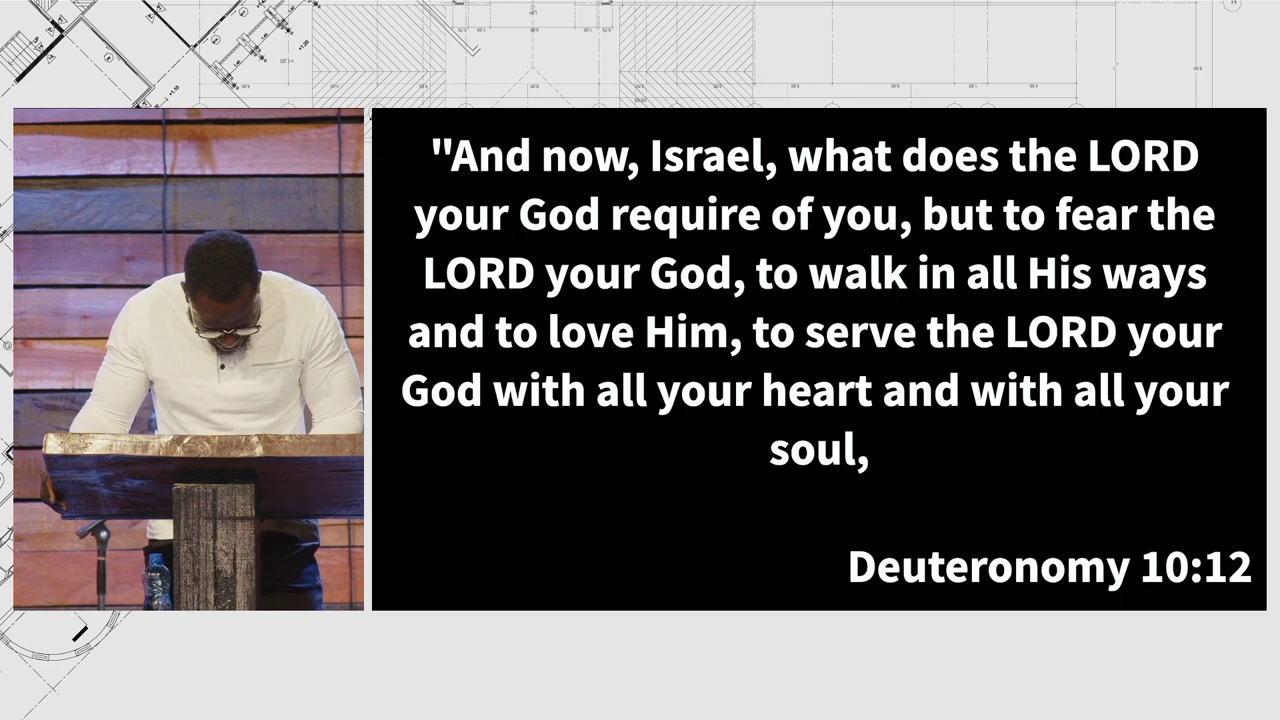 "And now, Israel, what does the LORD
your God require of you, but to fear the
LORD your God, to walk in all His ways
and to love Him, to serve the LORD your
God with all your heart and with all your
soul,
Deuteronomy 10:12